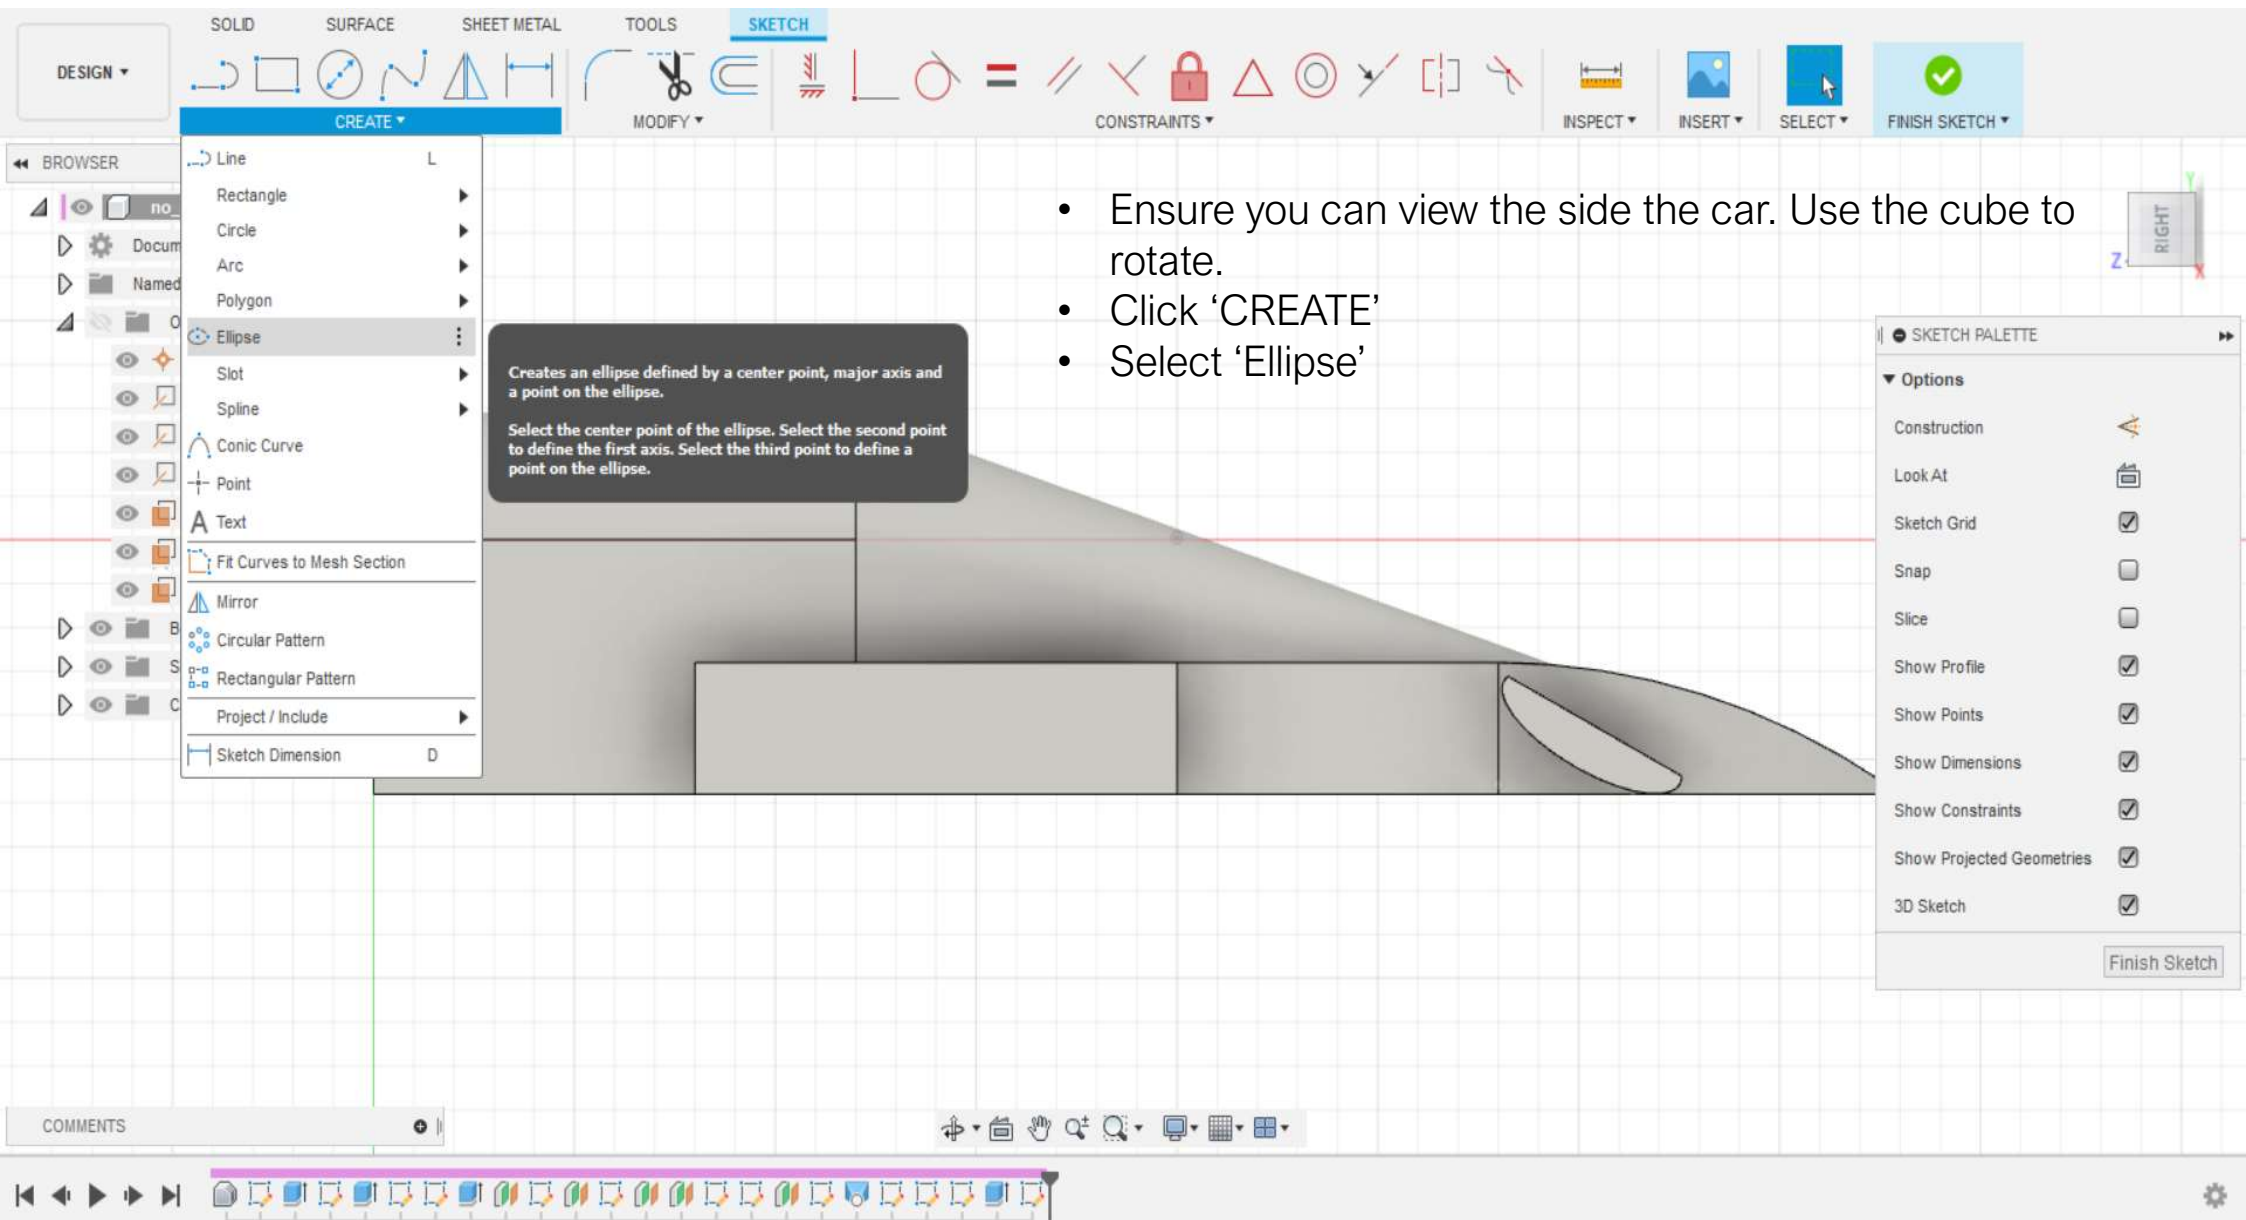 SOLID SURFACE SHEET METAL TOOLS SKETCH
DESIGN
CREATE MODIFY CONSTRAINTS INSPECT INSERT SELECT FINISH SKETCH
BROWSER
no_
Docum
Named
O
B
S
C
Line L
Rectangle
Circle
Arc
Polygon
Ellipse
Slot
Spline
Conic Curve
Point
Text
Fit Curves to Mesh Section
Mirror
Circular Pattern
Rectangular Pattern
Project / Include
Sketch Dimension D
Creates an ellipse defined by a center point, major axis and
a point on the ellipse.
Select the center point of the ellipse. Select the second point
to define the first axis. Select the third point to define a
point on the ellipse.
• Ensure you can view the side the car. Use the cube to
rotate.
• Click ‘CREATE’
• Select ‘Ellipse’
Y
RIGHT
Z
X
SKETCH PALETTE
Options
Construction
Look At
Sketch Grid
Snap
Slice
Show Profile
Show Points
Show Dimensions
Show Constraints
Show Projected Geometries
3D Sketch
Finish Sketch
COMMENTS